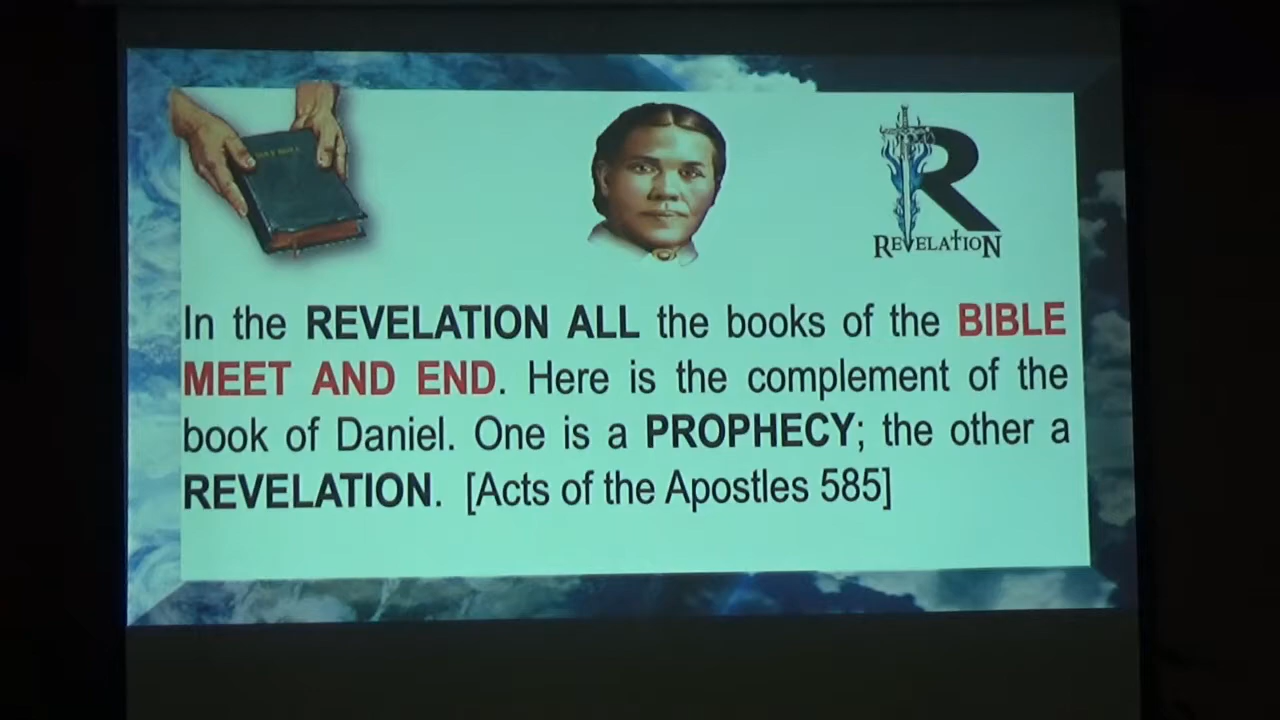 HOLY BIBLE
REVELATION
In the REVELATION ALL the books of the BIBLE
MEET AND END. Here is the complement of the
book of Daniel. One is a PROPHECY; the other a
REVELATION. [Acts of the Apostles 585]